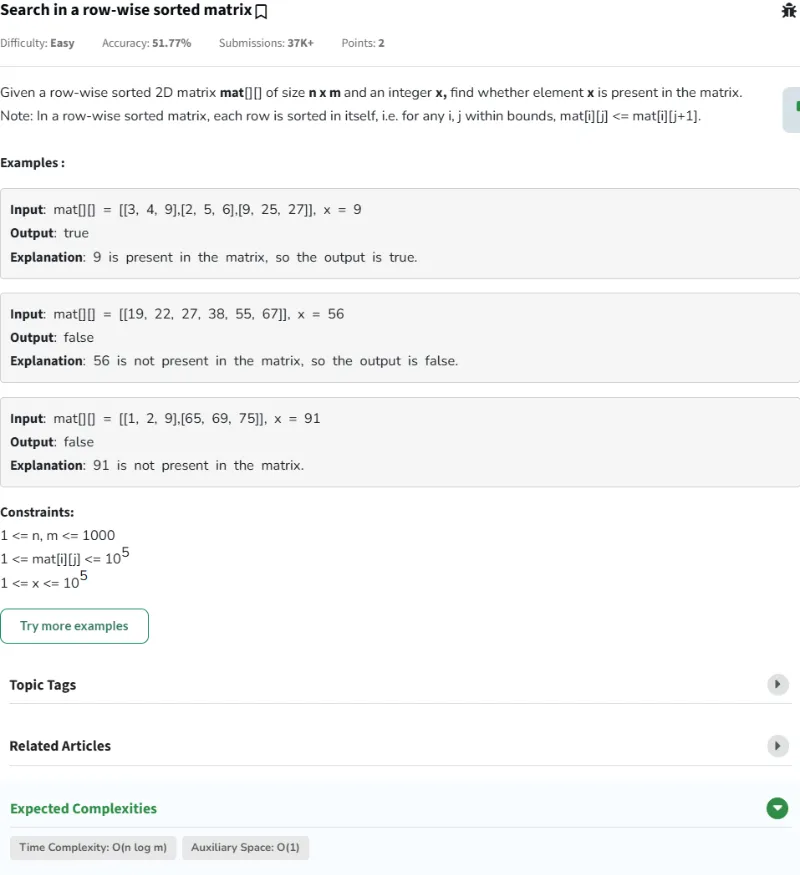 Search in a row-wise sorted matrix
Difficulty: Easy Accuracy: 51.77% Submissions: 37K+ Points: 2
Given a row-wise sorted 2D matrix mat[][] of size n x m and an integer x, find whether element x is present in the matrix.
Note: In a row-wise sorted matrix, each row is sorted in itself, i.e. for any i, j within bounds, mat[i][j] <= mat[i][j+1].
Examples :
Input: mat[][] = [[3, 4, 9],[2, 5, 6],[9, 25, 27]], x = 9
Output: true
Explanation: 9 is present in the matrix, so the output is true.
Input: mat[][] = [[19, 22, 27, 38, 55, 67]], x = 56
Output: false
Explanation: 56 is not present in the matrix, so the output is false.
Input: mat[][] = [[1, 2, 9],[65, 69, 75]], x = 91
Output: false
Explanation: 91 is not present in the matrix.
Constraints:
1 <= n, m <= 1000
1 <= mat[i][j] <= 10⁵
1 <= x <= 10⁵
Try more examples
Topic Tags
Related Articles
Expected Complexities
Time Complexity: O(n log m) Auxiliary Space: O(1)